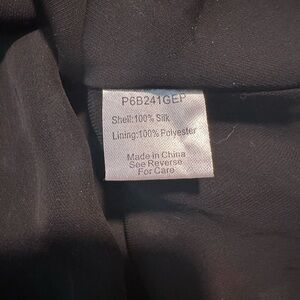 P6B241GEP
Shell:100% Silk
Lining:100% Polyester
Made in China
See Reverse
For Care